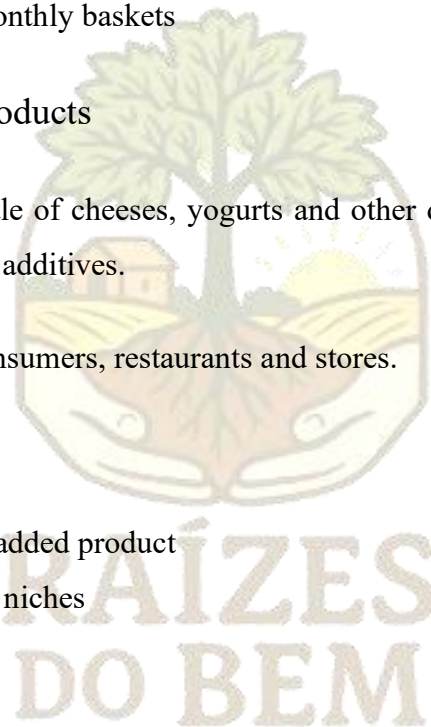 onthly baskets
oducts
le of cheeses, yogurts and other
additives.
nsumers, restaurants and stores.
added product
niches
RAÍZES
DO BEM